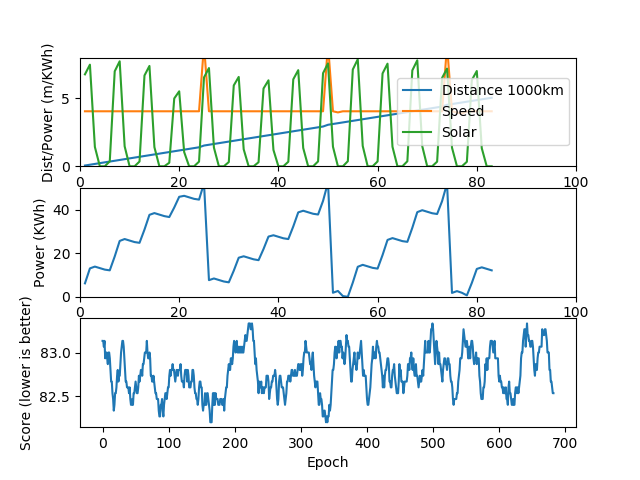 Dist/Power (m/KWh)
5
0
Distance 1000km
Speed
Solar
0 20 40 60 80 100
Power (KWh)
40
20
0
0 20 40 60 80 100
Score (lower is better)
83.0
82.5
0 100 200 300 400 500 600 700
Epoch